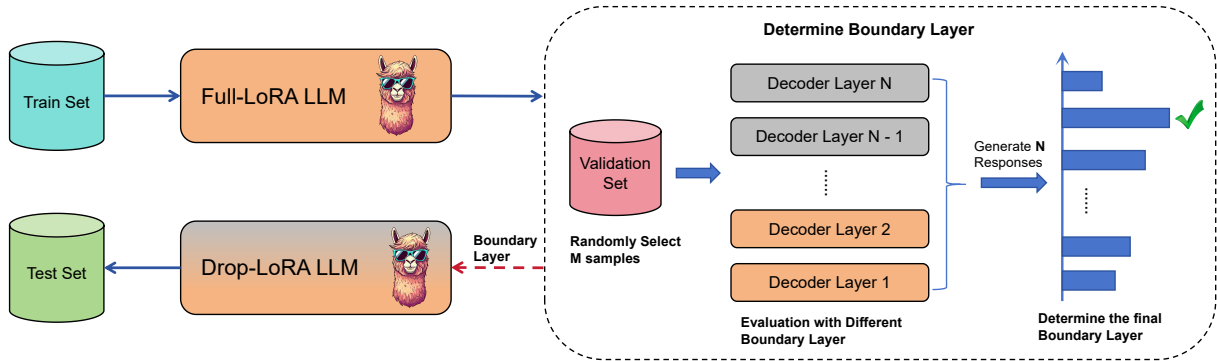 Determine Boundary Layer
Train Set
Full-LoRA LLM
Decoder Layer N
Decoder Layer N - 1
Validation
Set
Decoder Layer 2
Decoder Layer 1
Generate N
Responses
Randomly Select
M samples
Evaluation with Different
Boundary Layer
Determine the final
Boundary Layer
Boundary
Layer
Drop-LoRA LLM
Test Set